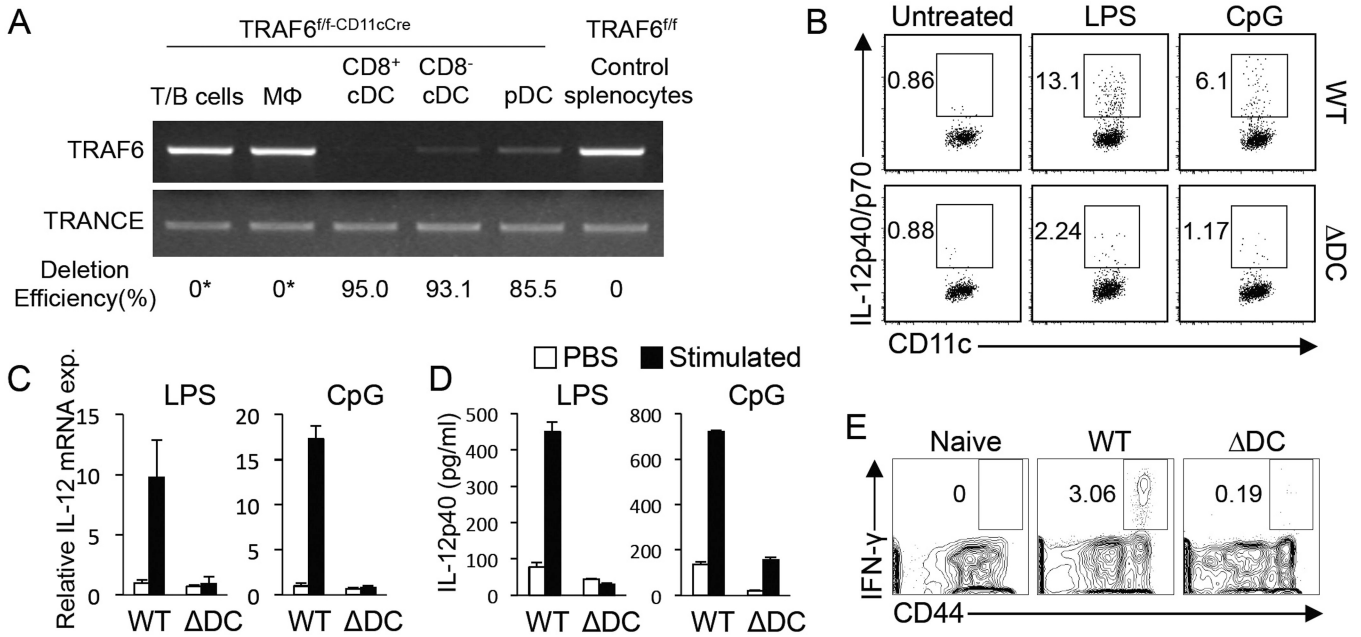 A
TRAF6f/f-CD11cCre
TRAF6f/f
T/B cells
MΦ
CD8+
cDC
CD8-
cDC
pDC
Control
splenocytes
TRAF6
TRANCE
Deletion
Efficiency(%)
0*
0*
95.0
93.1
85.5
0
B
Untreated
LPS
CpG
0.86
13.1
6.1
WT
0.88
2.24
1.17
ΔDC
IL-12p40/p70
CD11c
PBS
Stimulated
C
Relative IL-12 mRNA exp.
LPS
15
10
5
0
WT ΔDC
CpG
20
15
10
5
0
WT ΔDC
D
IL-12p40 (pg/ml)
LPS
500
400
300
200
100
0
WT ΔDC
CpG
800
600
400
200
0
WT ΔDC
E
Naive
WT
ΔDC
0
3.06
0.19
IFN-γ
CD44